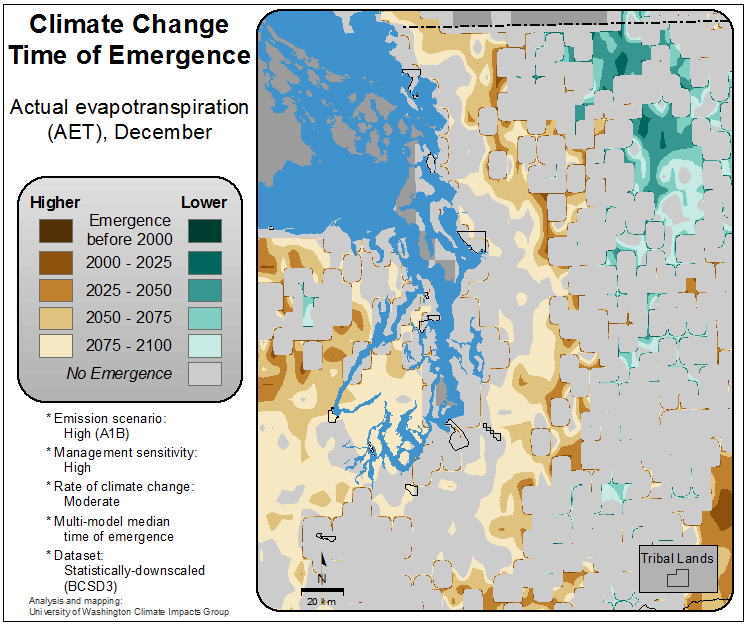 Climate Change
Time of Emergence
Actual evapotranspiration
(AET), December
Higher Lower
Emergence
before 2000
2000 - 2025
2025 - 2050
2050 - 2075
2075 - 2100
No Emergence
* Emission scenario:
High (A1B)
* Management sensitivity:
High
* Rate of climate change:
Moderate
* Multi-model median
time of emergence
* Dataset:
Statistically-downscaled
(BCSD3)
Analysis and mapping:
University of Washington Climate Impacts Group
N
20 km
Tribal Lands